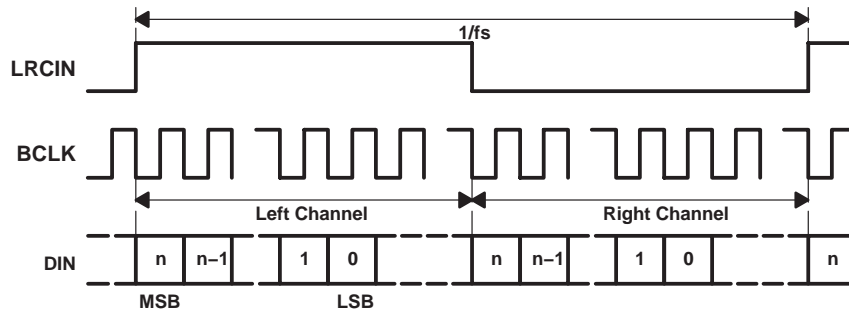 1/fs
LRCIN
BCLK
Left Channel Right Channel
DIN n n−1 1 0 n n−1 1 0 n
MSB LSB